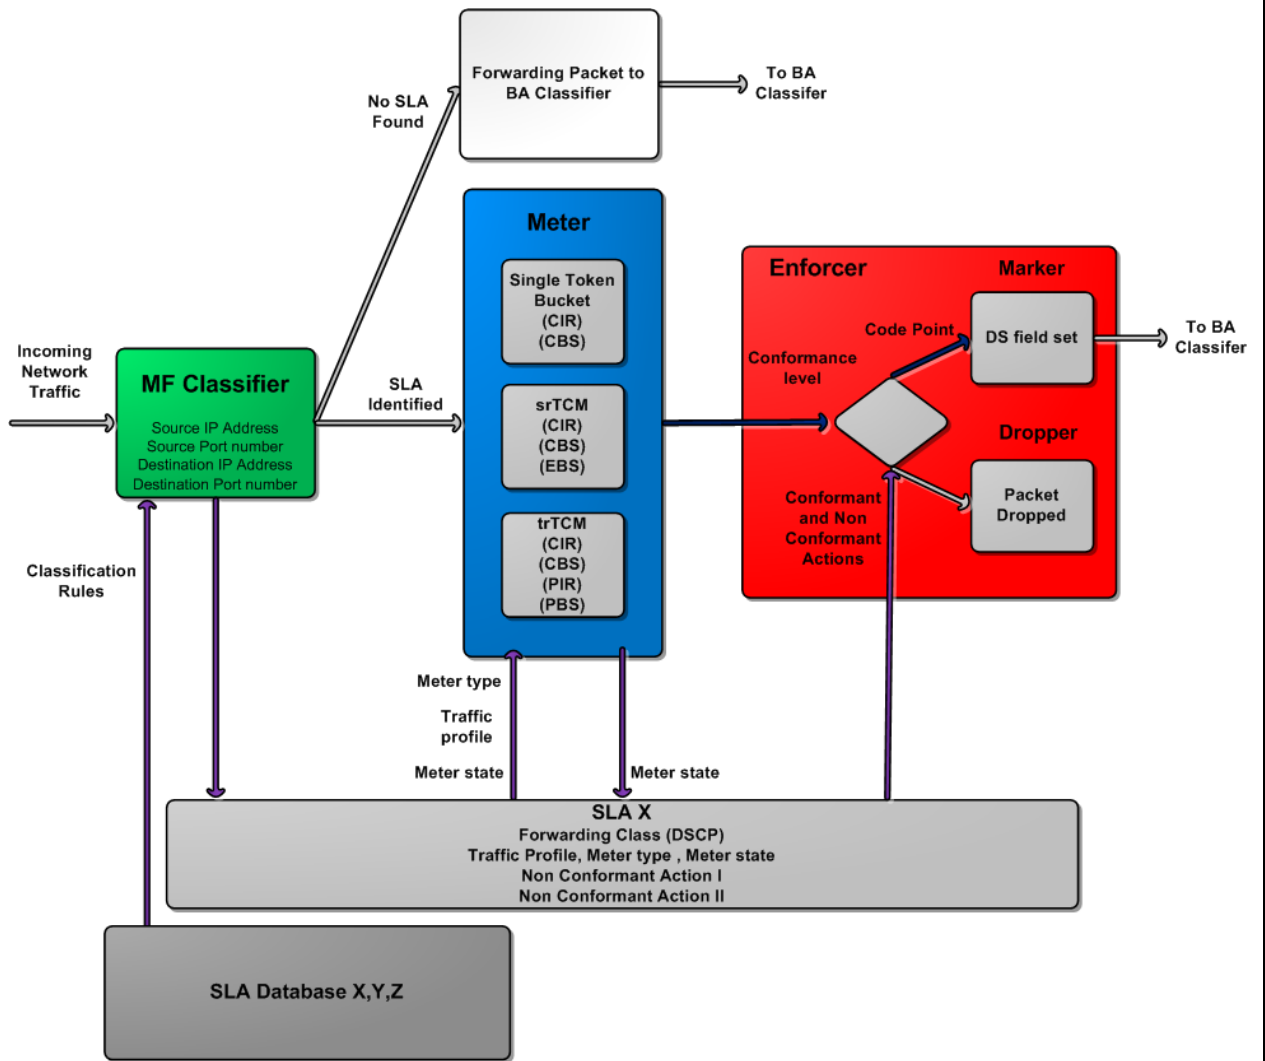 Forwarding Packet to
BA Classifier
To BA
Classifer
No SLA
Found
Meter
Single Token
Bucket
(CIR)
(CBS)
srTCM
(CIR)
(CBS)
(EBS)
trTCM
(CIR)
(CBS)
(PIR)
(PBS)
Incoming
Network
Traffic
MF Classifier
Source IP Address
Source Port number
Destination IP Address
Destination Port number
SLA
Identified
Enforcer
Marker
Code Point
DS field set
To BA
Classifer
Conformance
level
Dropper
Packet
Dropped
Conformant
and Non
Conformant
Actions
Classification
Rules
Meter type
Traffic
profile
Meter state
Meter state
SLA X
Forwarding Class (DSCP)
Traffic Profile, Meter type , Meter state
Non Conformant Action I
Non Conformant Action II
SLA Database X,Y,Z